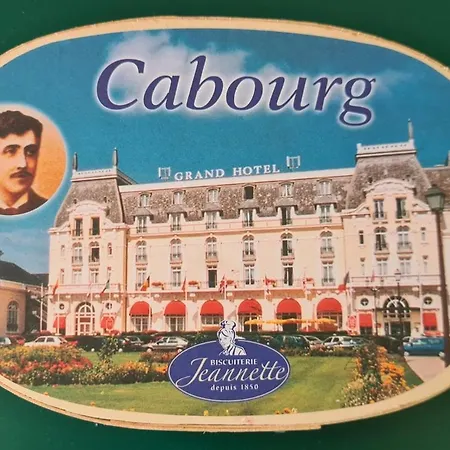 Cabourg
GRAND HOTEL
BISCUITERIE
Jeannette
depuis 1850